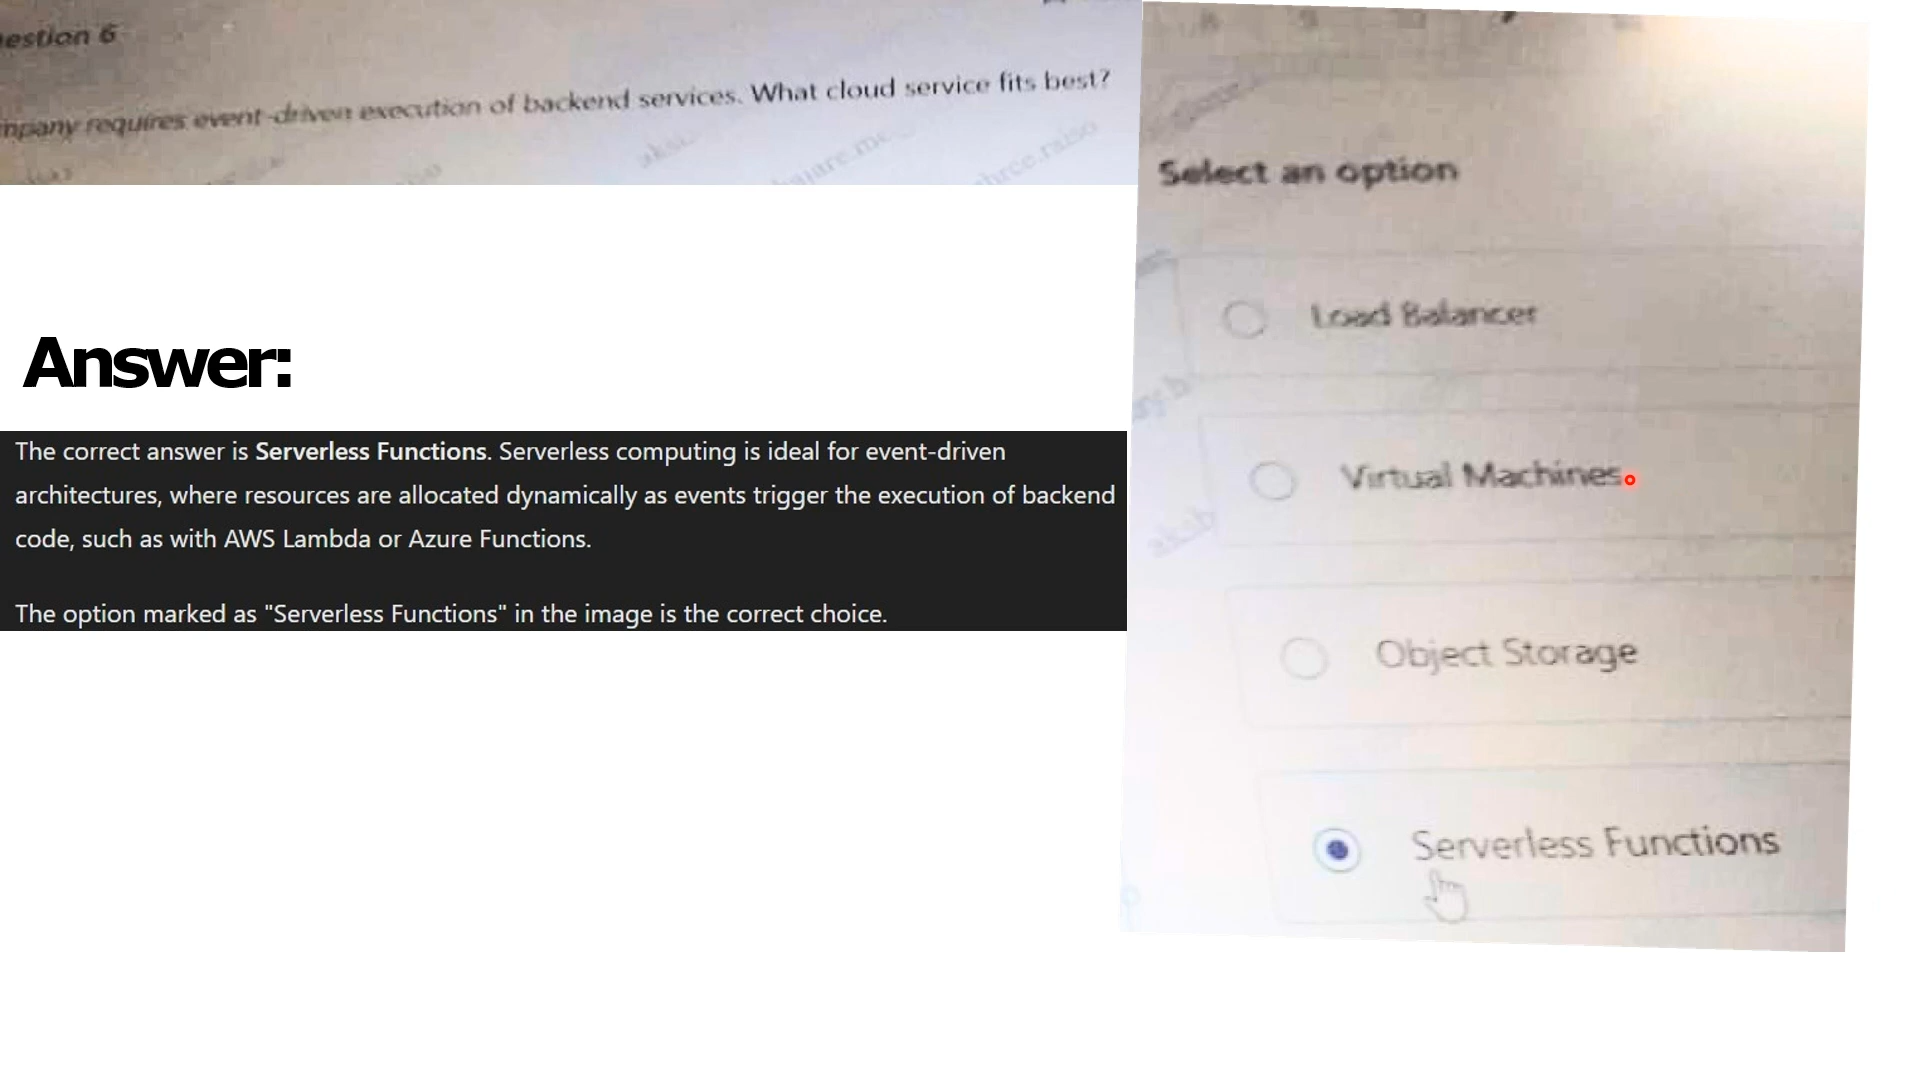 estion 6
mpany requires event-driven execution of backend services. What cloud service fits best?
Answer:
The correct answer is Serverless Functions. Serverless computing is ideal for event-driven
architectures, where resources are allocated dynamically as events trigger the execution of backend
code, such as with AWS Lambda or Azure Functions.
The option marked as "Serverless Functions" in the image is the correct choice.
Select an option
Load Balancer
Virtual Machines
Object Storage
Serverless Functions